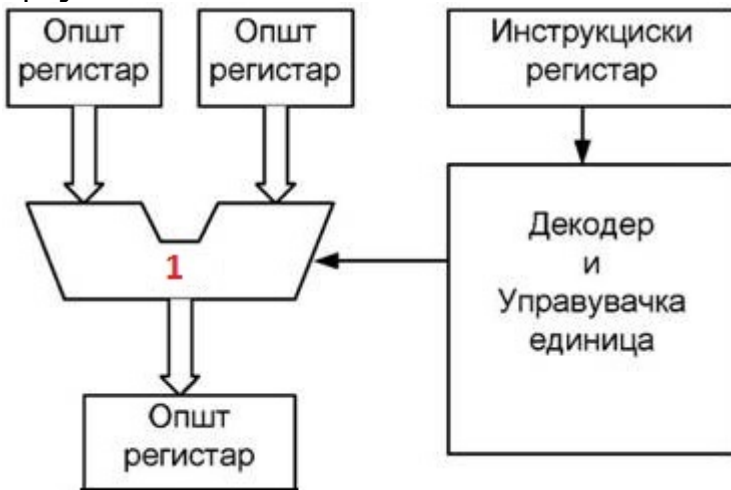 Општ
регистар
Општ
регистар
Инструкциски
регистар
Декодер
и
Управувачка
единица
1
Општ
регистар